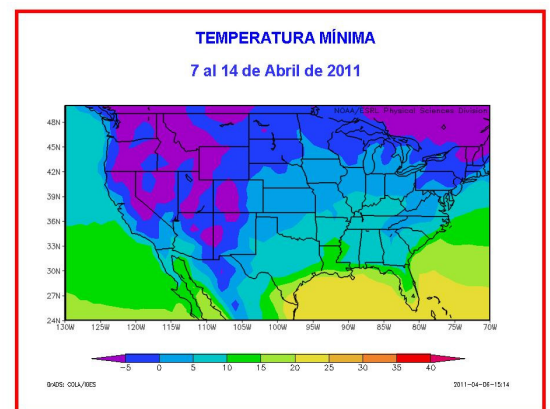 TEMPERATURA MÍNIMA
7 al 14 de Abril de 2011
NOAA/ESRL Physical Sciences Division
48N
45N
42N
39N
36N
33N
30N
27N
24N
130W 125W 120W 115W 110W 105W 100W 95W 90W 85W 80W 75W 70W
-5 0 5 10 15 20 25 30 35 40
GrADS: COLA/IGES 2011-04-06-15:14